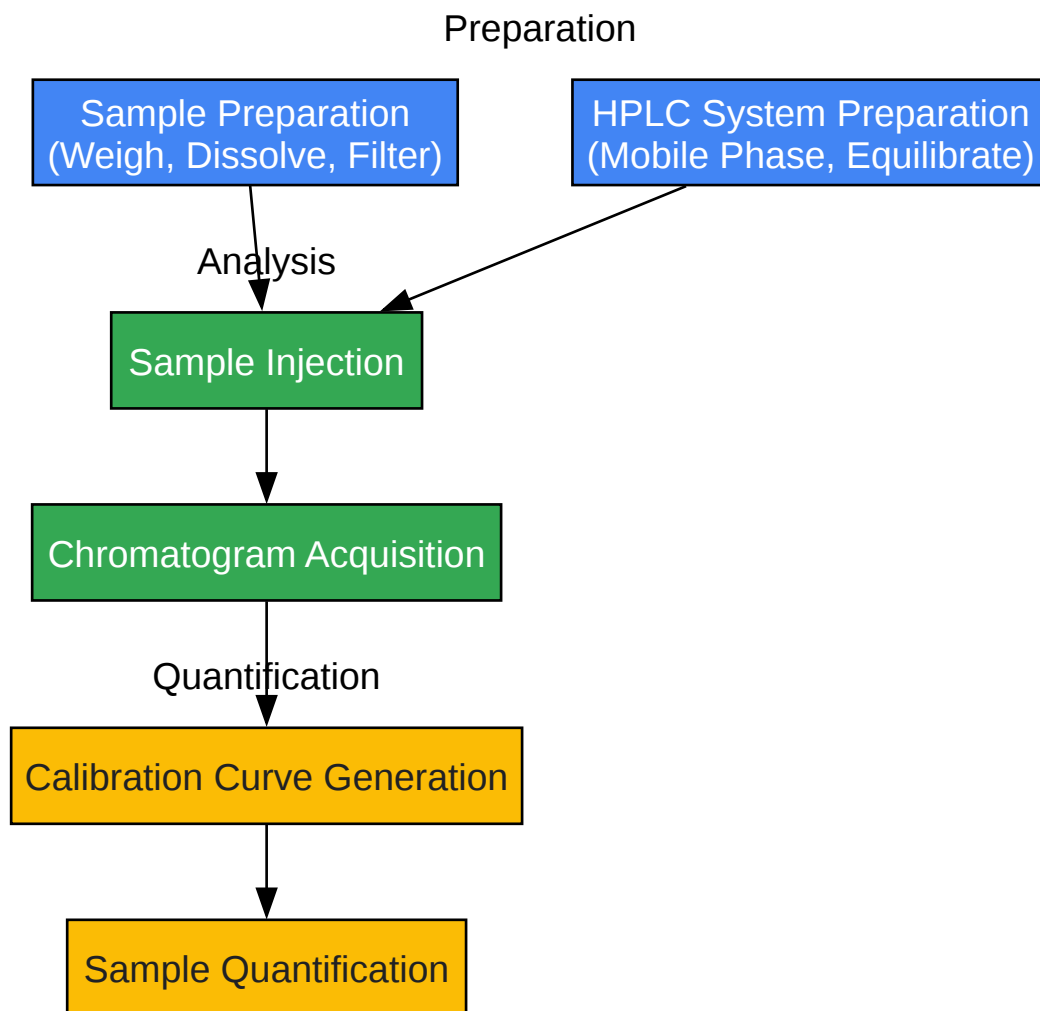 Preparation
Sample Preparation
(Weigh, Dissolve, Filter)
HPLC System Preparation
(Mobile Phase, Equilibrate)
Analysis
Sample Injection
Chromatogram Acquisition
Quantification
Calibration Curve Generation
Sample Quantification